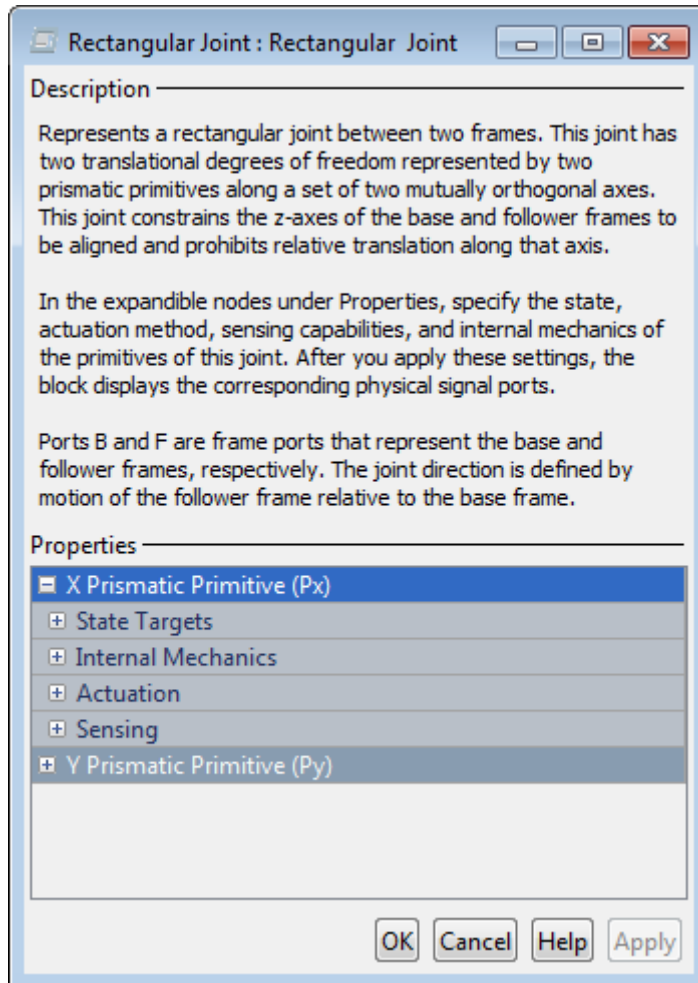 Rectangular Joint : Rectangular  Joint
Description
Represents a rectangular joint between two frames. This joint has
two translational degrees of freedom represented by two
prismatic primitives along a set of two mutually orthogonal axes.
This joint constrains the z-axes of the base and follower frames to
be aligned and prohibits relative translation along that axis.
In the expandible nodes under Properties, specify the state,
actuation method, sensing capabilities, and internal mechanics of
the primitives of this joint. After you apply these settings, the
block displays the corresponding physical signal ports.
Ports B and F are frame ports that represent the base and
follower frames, respectively. The joint direction is defined by
motion of the follower frame relative to the base frame.
Properties
X Prismatic Primitive (Px)
State Targets
Internal Mechanics
Actuation
Sensing
Y Prismatic Primitive (Py)
OK Cancel Help Apply